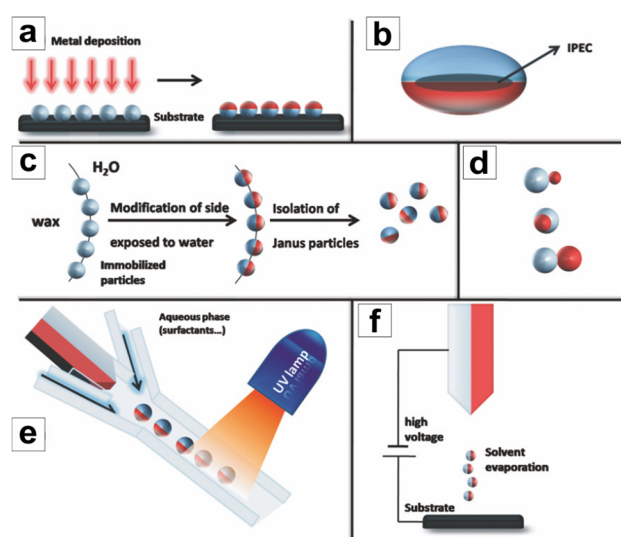 a
Metal deposition
Substrate
b
IPEC
c
H₂O
wax
Modification of side
exposed to water
Immobilized
particles
Isolation of
Janus particles
d
e
Aqueous phase
(surfactants...)
UV lamp
f
high
voltage
Solvent
evaporation
Substrate